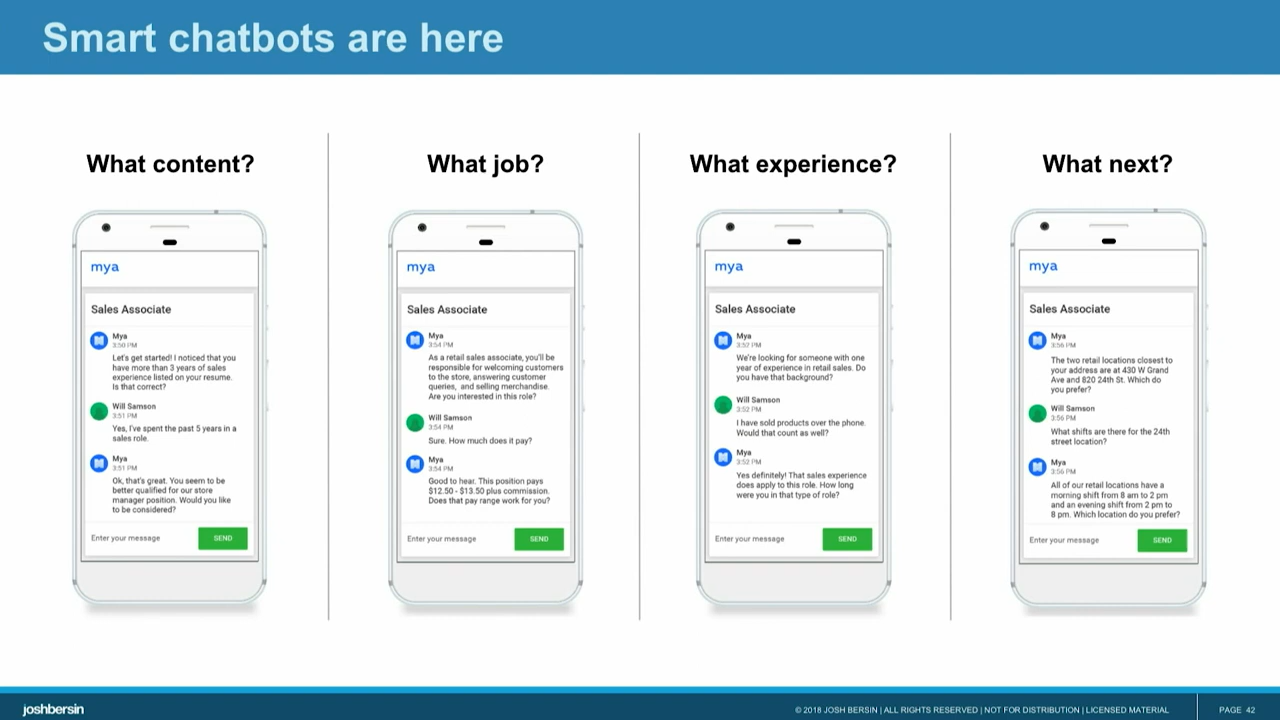 Smart chatbots are here
What content?
mya
Sales Associate
Mya
3:50 PM
Let's get started! I noticed that you
have more than 3 years of sales
experience listed on your resume.
Is that correct?
Will Samson
3:51 PM
Yes, I've spent the past 5 years in a
sales role.
Mya
3:51 PM
Ok, that's great. You seem to be
better qualified for our store
manager position. Would you like
to be considered?
Enter your message
SEND
What job?
mya
Sales Associate
Mya
3:54 PM
As a retail sales associate, you'll be
responsible for welcoming customers
to the store, answering customer
queries, and selling merchandise.
Are you interested in this role?
Will Samson
3:54 PM
Sure. How much does it pay?
Mya
3:54 PM
Good to hear. This position pays
$12.50 - $13.50 plus commission.
Does that pay range work for you?
Enter your message
SEND
What experience?
mya
Sales Associate
Mya
3:52 PM
We're looking for someone with one
year of experience in retail sales. Do
you have that background?
Will Samson
3:52 PM
I have sold products over the phone.
Would that count as well?
Mya
3:52 PM
Yes definitely! That sales experience
does apply to this role. How long
were you in that type of role?
Enter your message
SEND
What next?
mya
Sales Associate
Mya
3:56 PM
The two retail locations closest to
your address are at 430 W Grand
Ave and 820 24th St. Which do
you prefer?
Will Samson
3:56 PM
What shifts are there for the 24th
street location?
Mya
3:56 PM
All of our retail locations have a
morning shift from 8 am to 2 pm
and an evening shift from 2 pm to
8 pm. Which location do you prefer?
Enter your message
SEND
joshbersin
© 2018 JOSH BERSIN | ALL RIGHTS RESERVED | NOT FOR DISTRIBUTION | LICENSED MATERIAL
PAGE 42